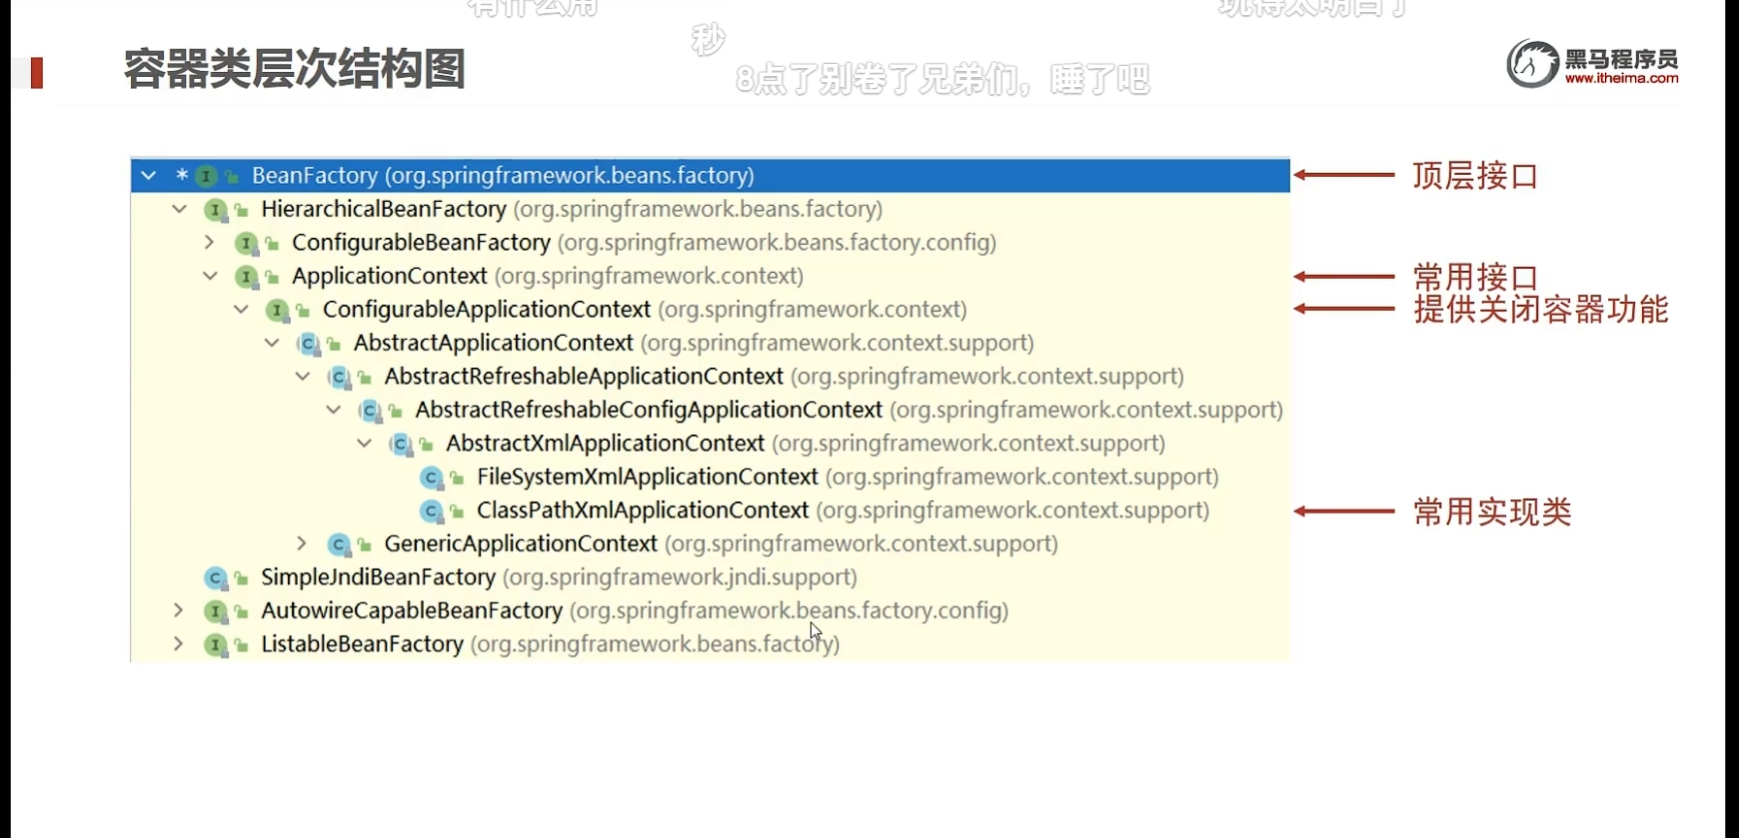 有什么用
玩得太明白了
秒
容器类层次结构图
8点了别卷了兄弟们，睡了吧
黑马程序员
www.itheima.com
* I BeanFactory (org.springframework.beans.factory)
顶层接口
I HierarchicalBeanFactory (org.springframework.beans.factory)
I ConfigurableBeanFactory (org.springframework.beans.factory.config)
I ApplicationContext (org.springframework.context)
常用接口
I ConfigurableApplicationContext (org.springframework.context)
提供关闭容器功能
C AbstractApplicationContext (org.springframework.context.support)
C AbstractRefreshableApplicationContext (org.springframework.context.support)
C AbstractRefreshableConfigApplicationContext (org.springframework.context.support)
C AbstractXmlApplicationContext (org.springframework.context.support)
C FileSystemXmlApplicationContext (org.springframework.context.support)
C ClassPathXmlApplicationContext (org.springframework.context.support)
常用实现类
C GenericApplicationContext (org.springframework.context.support)
C SimpleJndiBeanFactory (org.springframework.jndi.support)
I AutowireCapableBeanFactory (org.springframework.beans.factory.config)
I ListableBeanFactory (org.springframework.beans.factory)